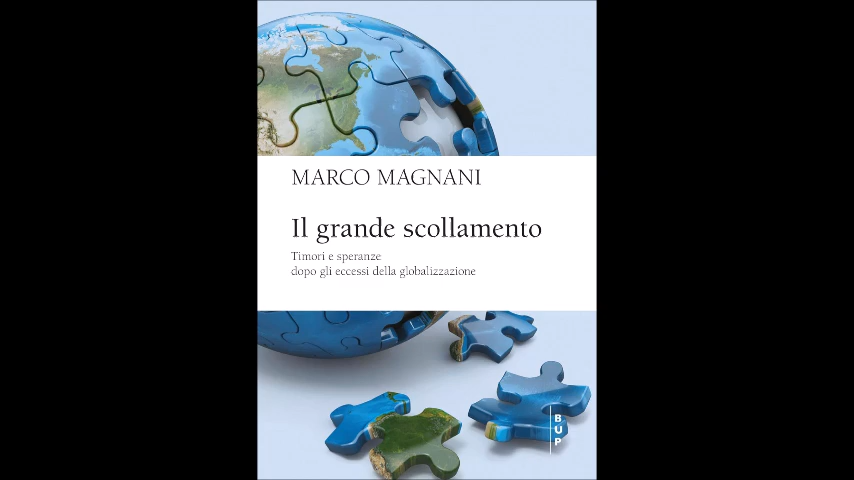 MARCO MAGNANI
Il grande scollamento
Timori e speranze
dopo gli eccessi della globalizzazione
B
U
P